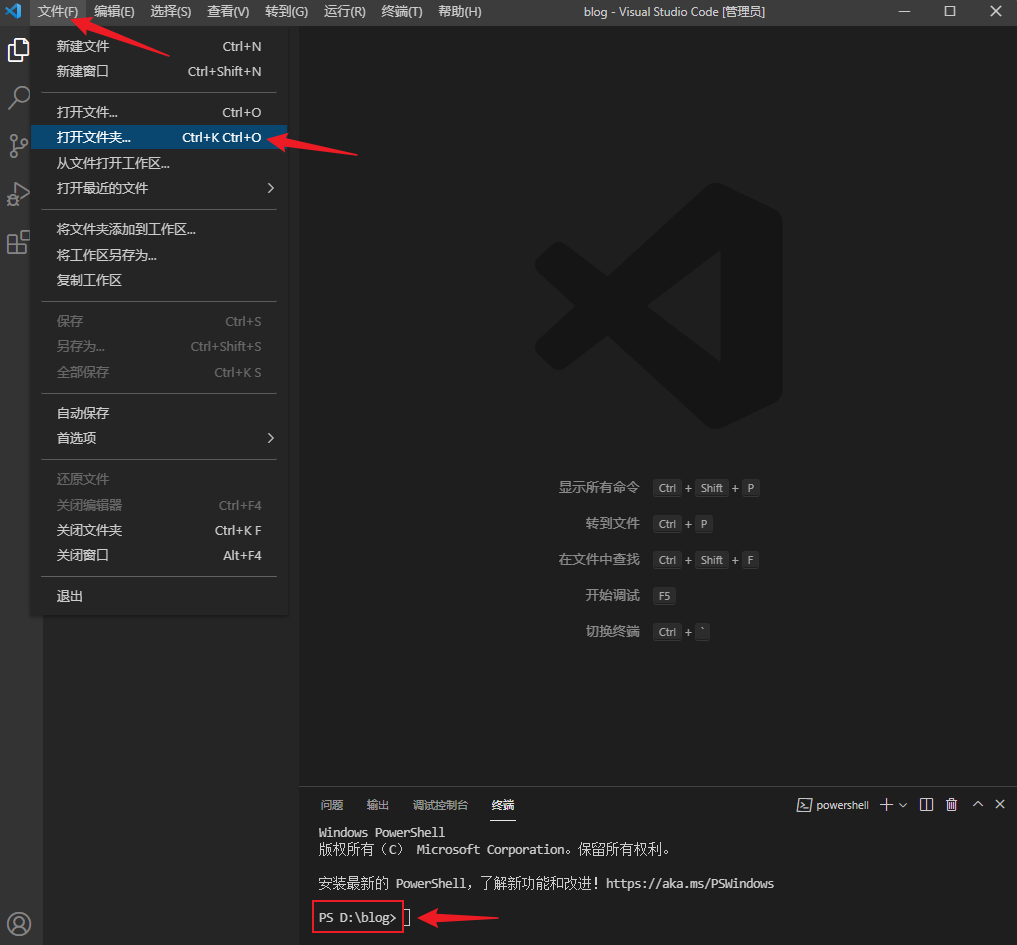 文件(F) 编辑(E) 选择(S) 查看(V) 转到(G) 运行(R) 终端(T) 帮助(H) blog - Visual Studio Code [管理员]
新建文件 Ctrl+N
新建窗口 Ctrl+Shift+N
打开文件... Ctrl+O
打开文件夹... Ctrl+K Ctrl+O
从文件打开工作区...
打开最近的文件
将文件夹添加到工作区...
将工作区另存为...
复制工作区
保存 Ctrl+S
另存为... Ctrl+Shift+S
全部保存 Ctrl+K S
自动保存
首选项
还原文件
关闭编辑器 Ctrl+F4
关闭文件夹 Ctrl+K F
关闭窗口 Alt+F4
退出
显示所有命令 Ctrl + Shift + P
转到文件 Ctrl + P
在文件中查找 Ctrl + Shift + F
开始调试 F5
切换终端 Ctrl + `
问题 输出 调试控制台 终端 powershell
Windows PowerShell
版权所有（C） Microsoft Corporation。保留所有权利。
安装最新的 PowerShell，了解新功能和改进！https://aka.ms/PSWindows
PS D:\blog>